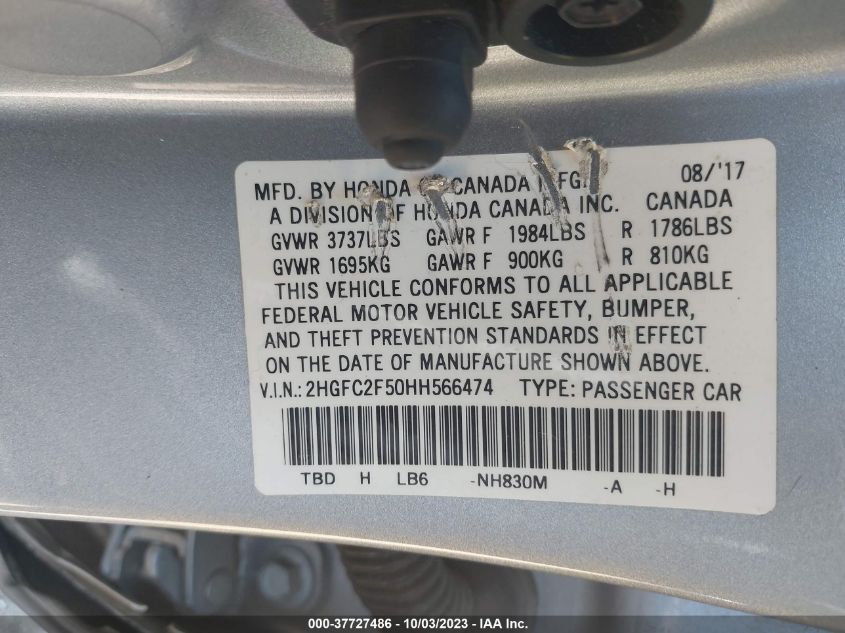 MFD. BY HONDA OF CANADA MFG., 08/'17
A DIVISION OF HONDA CANADA INC. CANADA
GVWR 3737LBS GAWR F 1984LBS R 1786LBS
GVWR 1695KG GAWR F 900KG R 810KG
THIS VEHICLE CONFORMS TO ALL APPLICABLE
FEDERAL MOTOR VEHICLE SAFETY, BUMPER,
AND THEFT PREVENTION STANDARDS IN EFFECT
ON THE DATE OF MANUFACTURE SHOWN ABOVE.
V.I.N.: 2HGFC2F50HH566474 TYPE: PASSENGER CAR
TBD H LB6 -NH830M -A -H
000-37727486 - 10/03/2023 - IAA Inc.